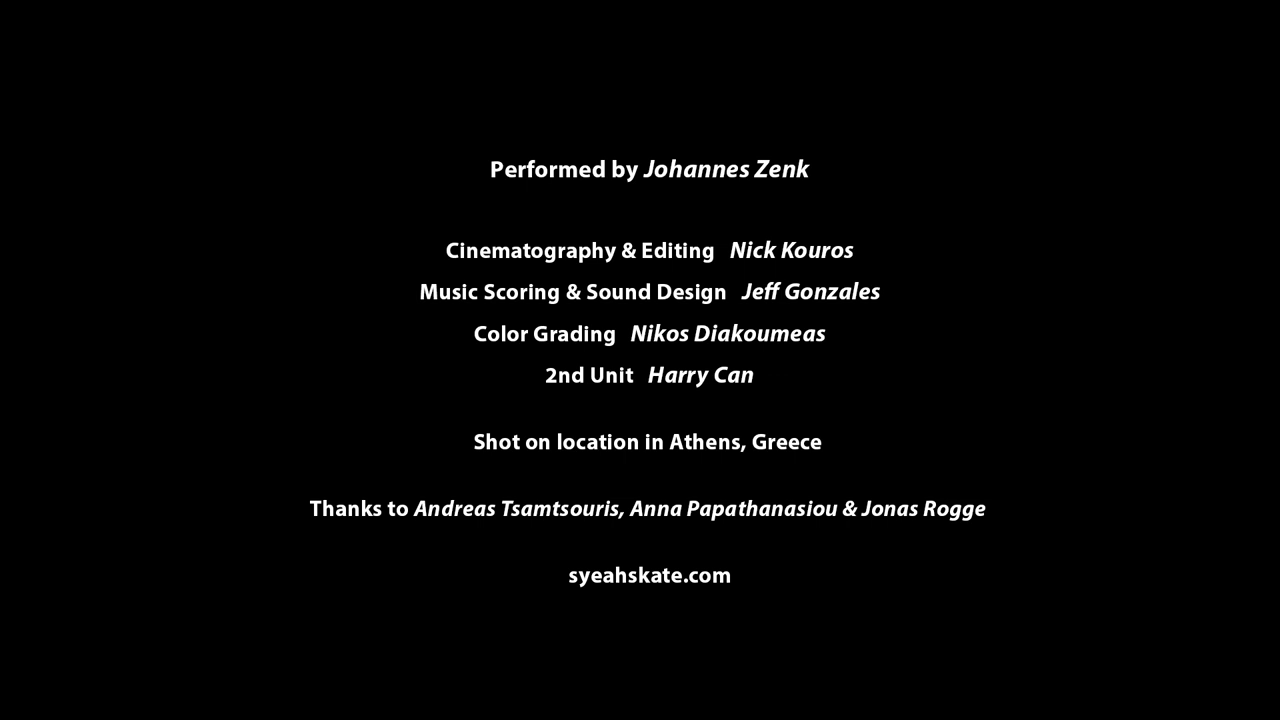 Performed by Johannes Zenk
Cinematography & Editing Nick Kouros
Music Scoring & Sound Design Jeff Gonzales
Color Grading Nikos Diakoumeas
2nd Unit Harry Can
Shot on location in Athens, Greece
Thanks to Andreas Tsamtsouris, Anna Papathanasiou & Jonas Rogge
syeahskate.com